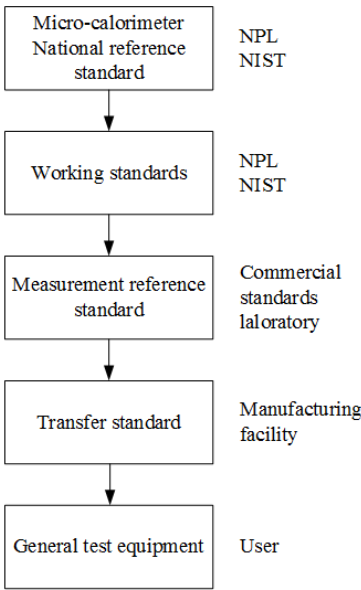 Micro-calorimeter
National reference
standard
NPL
NIST
Working standards
NPL
NIST
Measurement reference
standard
Commercial
standards
laloratory
Transfer standard
Manufacturing
facility
General test equipment
User